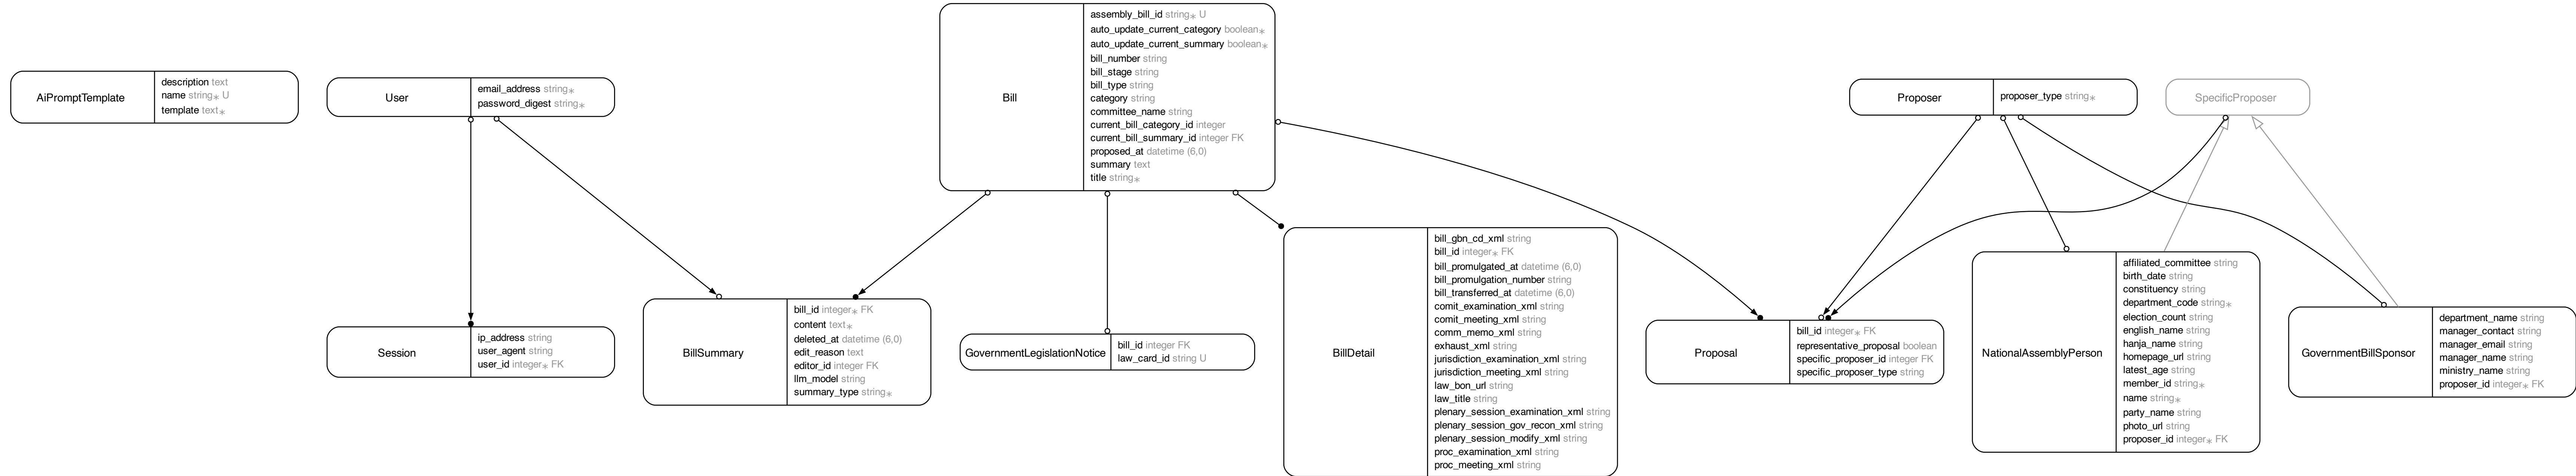 AiPromptTemplate
description text
name string∗ U
template text∗
User
email_address string∗
password_digest string∗
Bill
assembly_bill_id string∗ U
auto_update_current_category boolean∗
auto_update_current_summary boolean∗
bill_number string
bill_stage string
bill_type string
category string
committee_name string
current_bill_category_id integer
current_bill_summary_id integer FK
proposed_at datetime (6,0)
summary text
title string∗
Proposer
proposer_type string∗
SpecificProposer
Session
ip_address string
user_agent string
user_id integer∗ FK
BillSummary
bill_id integer∗ FK
content text∗
deleted_at datetime (6,0)
edit_reason text
editor_id integer FK
llm_model string
summary_type string∗
GovernmentLegislationNotice
bill_id integer FK
law_card_id string U
BillDetail
bill_gbn_cd_xml string
bill_id integer∗ FK
bill_promulgated_at datetime (6,0)
bill_promulgation_number string
bill_transferred_at datetime (6,0)
comit_examination_xml string
comit_meeting_xml string
comm_memo_xml string
exhaust_xml string
jurisdiction_examination_xml string
jurisdiction_meeting_xml string
law_bon_url string
law_title string
plenary_session_examination_xml string
plenary_session_gov_recon_xml string
plenary_session_modify_xml string
proc_examination_xml string
proc_meeting_xml string
Proposal
bill_id integer∗ FK
representative_proposal boolean
specific_proposer_id integer FK
specific_proposer_type string
NationalAssemblyPerson
affiliated_committee string
birth_date string
constituency string
department_code string∗
election_count string
english_name string
hanja_name string
homepage_url string
latest_age string
member_id string∗
name string∗
party_name string
photo_url string
proposer_id integer∗ FK
GovernmentBillSponsor
department_name string
manager_contact string
manager_email string
manager_name string
ministry_name string
proposer_id integer∗ FK